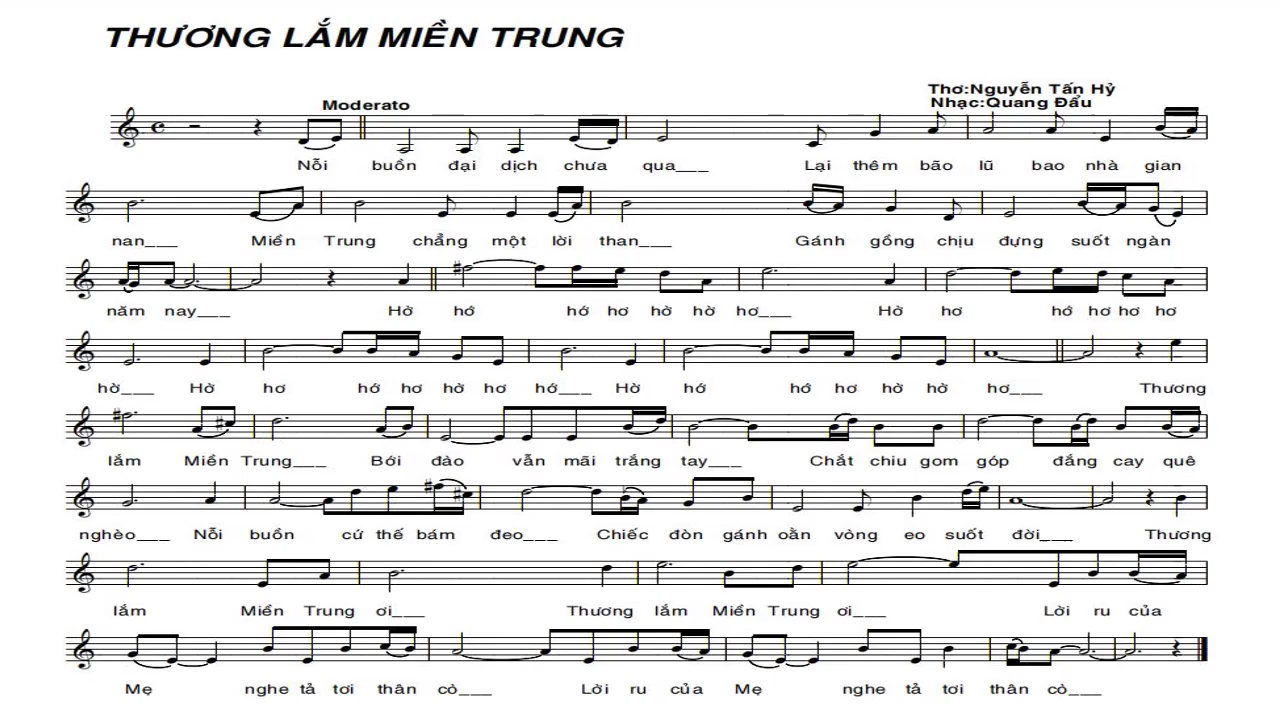 THƯƠNG LẮM MIỀN TRUNG
Thơ:Nguyễn Tấn Hỷ
Moderato
Nhạc:Quang Đẩu
Nỗi buồn đại dịch chưa qua___ Lại thêm bão lũ bao nhà gian
nan___ Miền Trung chẳng một lời than___ Gánh gồng chịu đựng suốt ngàn
năm nay___ Hờ hớ hớ hơ hờ hờ hơ___ Hờ hơ hớ hơ hơ hơ
hờ___ Hờ hơ hớ hơ hờ hơ hớ___ Hờ hớ hớ hơ hở hở hơ___ Thương
lắm Miền Trung___ Bới đào vẫn mãi trắng tay___ Chắt chiu gom góp đắng cay quê
nghèo___ Nỗi buồn cứ thế bám đeo___ Chiếc đòn gánh oằn vòng eo suốt đời___ Thương
lắm Miền Trung ơi___ Thương lắm Miền Trung ơi___ Lời ru của
Mẹ nghe tả tơi thân cò___ Lời ru của Mẹ nghe tả tơi thân cò___